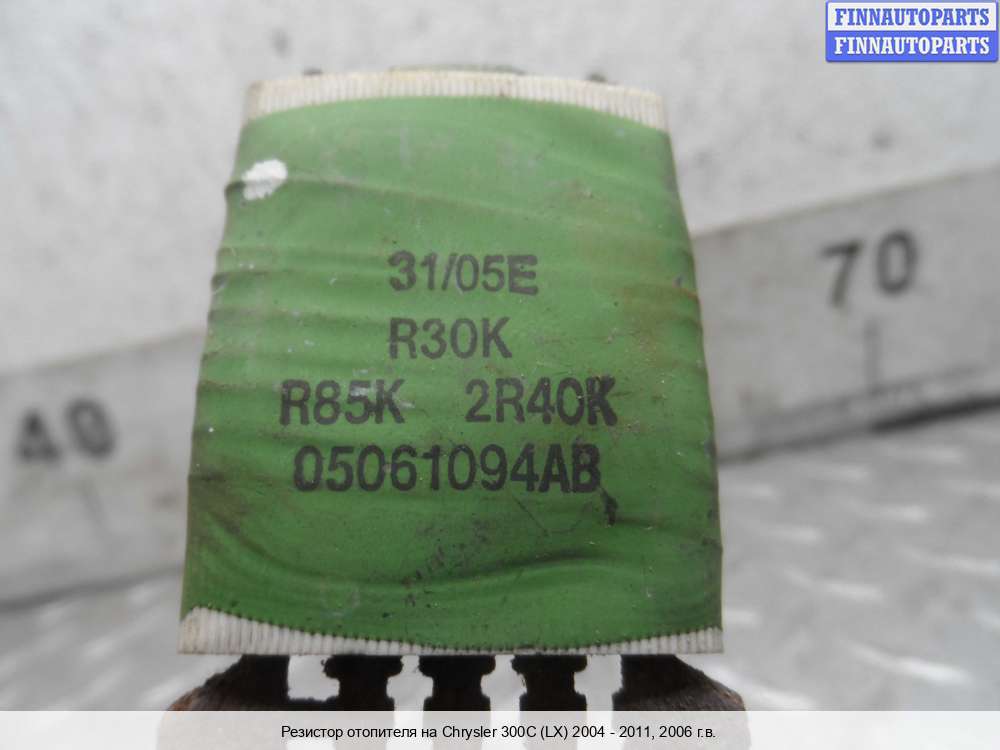 FINNAUTOPARTS
FINNAUTOPARTS
31/05E
70
R30K
40
R85K 2R40K
05061094AB
Резистор отопителя на Chrysler 300C (LX) 2004 - 2011, 2006 г.в.